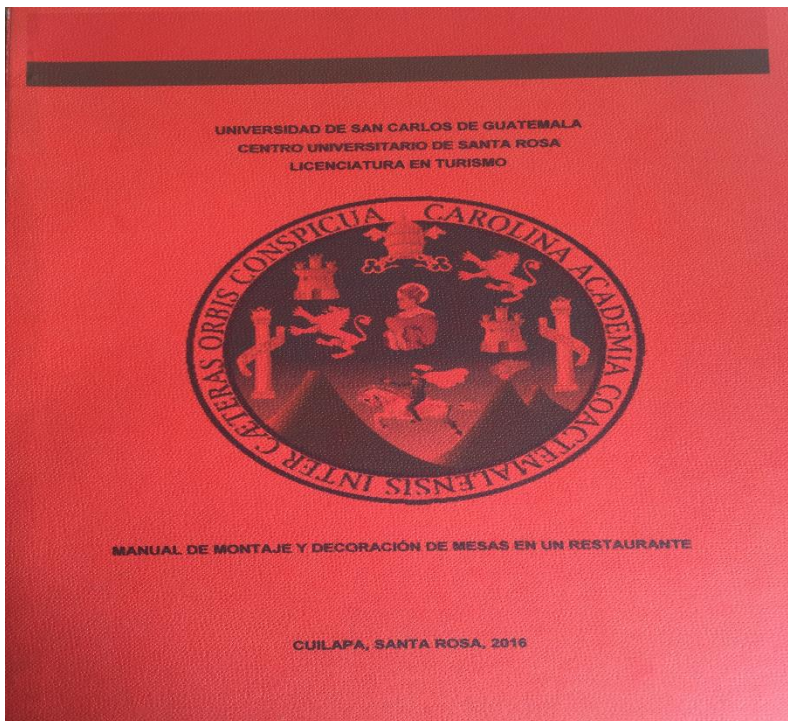 UNIVERSIDAD DE SAN CARLOS DE GUATEMALA
CENTRO UNIVERSITARIO DE SANTA ROSA
LICENCIATURA EN TURISMO
CAROLINA ACADEMIA COACTEMALENSIS INTER CÆTERAS ORBIS CONSPICUA
MANUAL DE MONTAJE Y DECORACIÓN DE MESAS EN UN RESTAURANTE
CUILAPA, SANTA ROSA, 2016